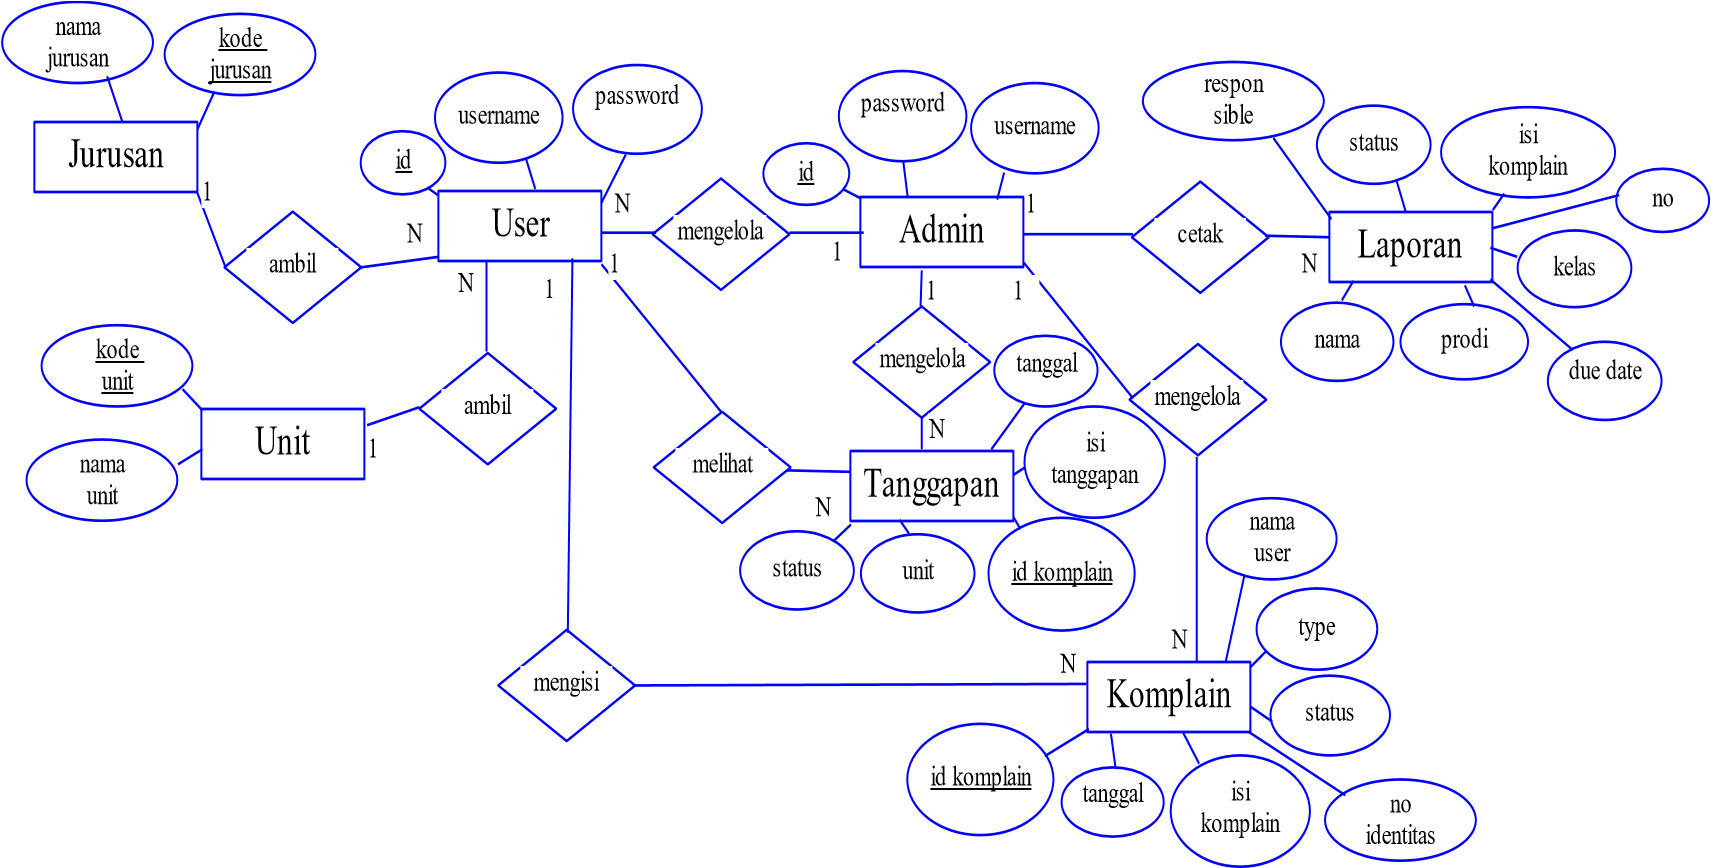 nama
jurusan
kode
jurusan
Jurusan
1
ambil
N
id
username
password
User
N
mengelola
1
id
password
username
Admin
1
cetak
N
respon
sible
status
isi
komplain
no
Laporan
kelas
nama
prodi
due date
N
1
1
1
1
kode
unit
nama
unit
Unit
1
ambil
melihat
N
mengelola
N
tanggal
mengelola
isi
tanggapan
Tanggapan
status
unit
id komplain
mengisi
N
N
nama
user
type
status
Komplain
id komplain
tanggal
isi
komplain
no
identitas